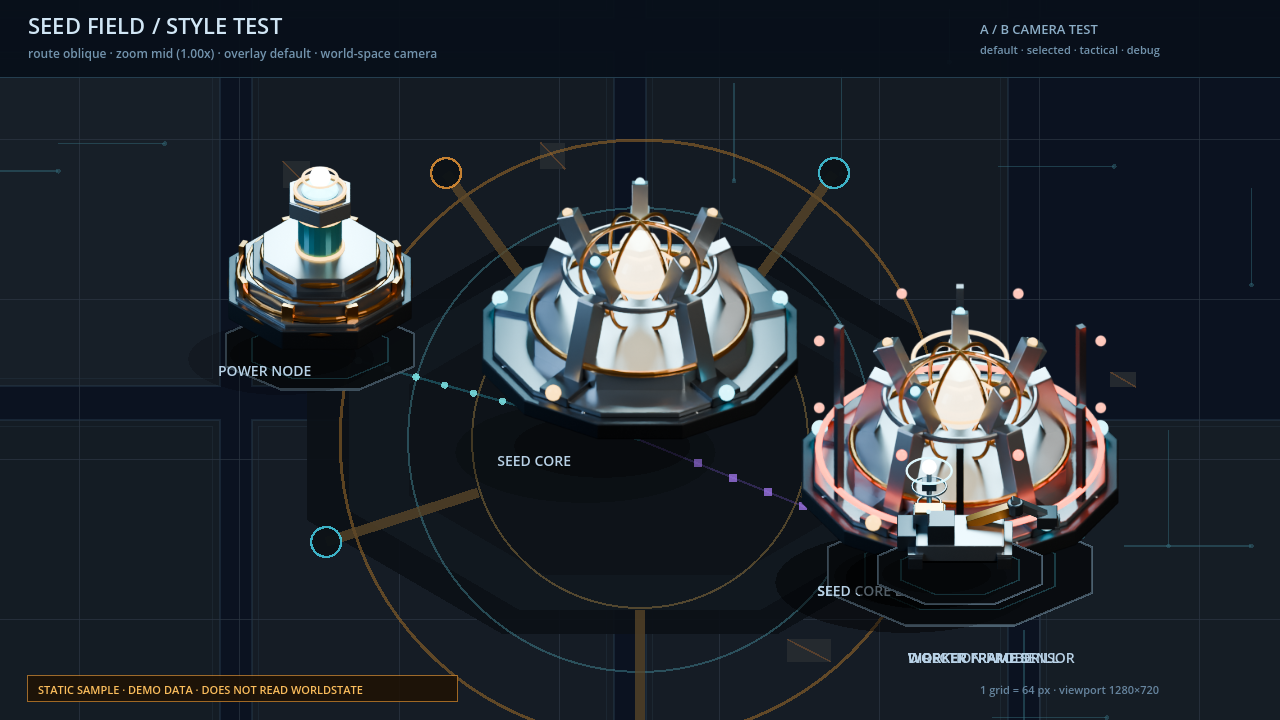 SEED FIELD / STYLE TEST
route oblique · zoom mid (1.00x) · overlay default · world-space camera
A / B CAMERA TEST
default · selected · tactical · debug
POWER NODE
SEED CORE
SEED CORE
1 grid = 64 px · viewport 1280×720
STATIC SAMPLE · DEMO DATA · DOES NOT READ WORLDSTATE